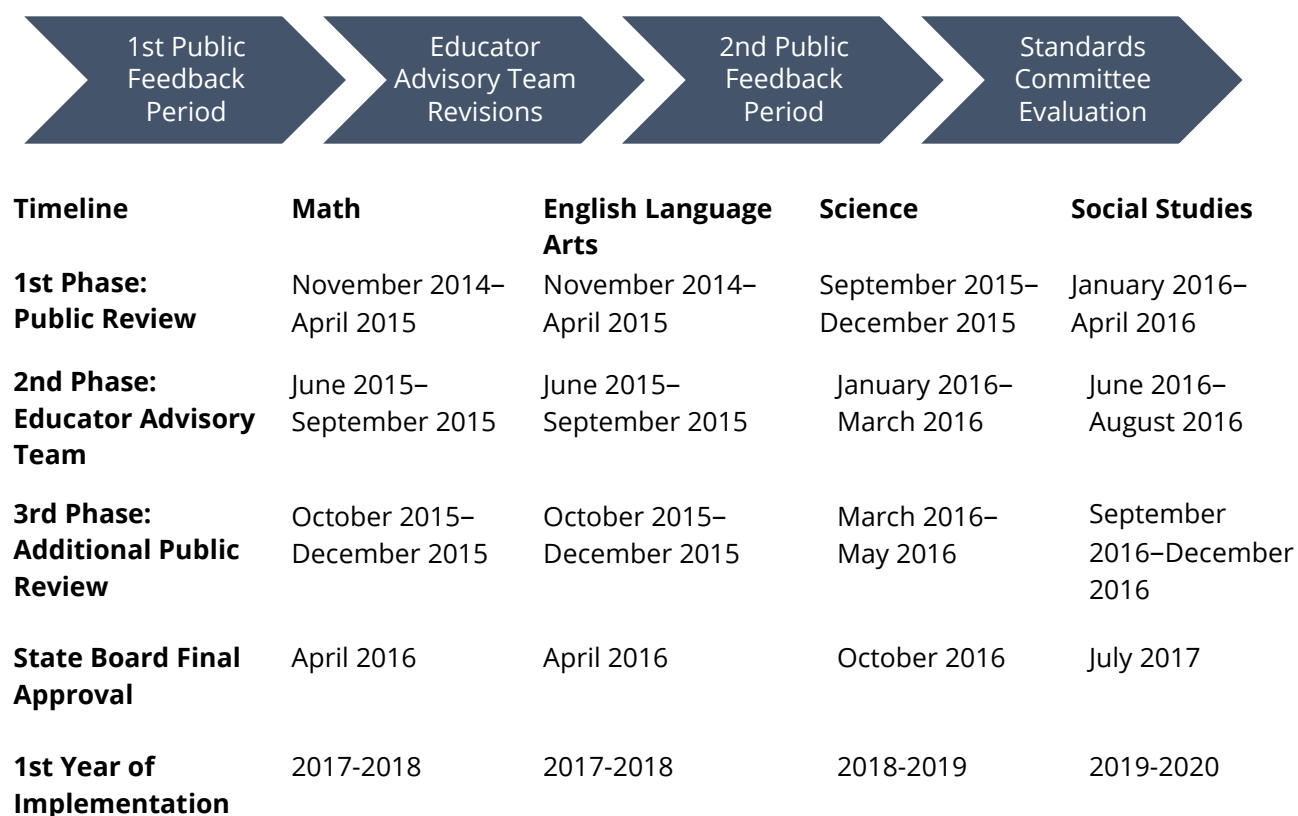 1st Public
Feedback
Period
Educator
Advisory Team
Revisions
2nd Public
Feedback
Period
Standards
Committee
Evaluation
Timeline
Math
English Language
Arts
Science
Social Studies
1st Phase:
Public Review
November 2014–
April 2015
November 2014–
April 2015
September 2015–
December 2015
January 2016–
April 2016
2nd Phase:
Educator Advisory
Team
June 2015–
September 2015
June 2015–
September 2015
January 2016–
March 2016
June 2016–
August 2016
3rd Phase:
Additional Public
Review
October 2015–
December 2015
October 2015–
December 2015
March 2016–
May 2016
September
2016–December
2016
State Board Final
Approval
April 2016
April 2016
October 2016
July 2017
1st Year of
Implementation
2017-2018
2017-2018
2018-2019
2019-2020